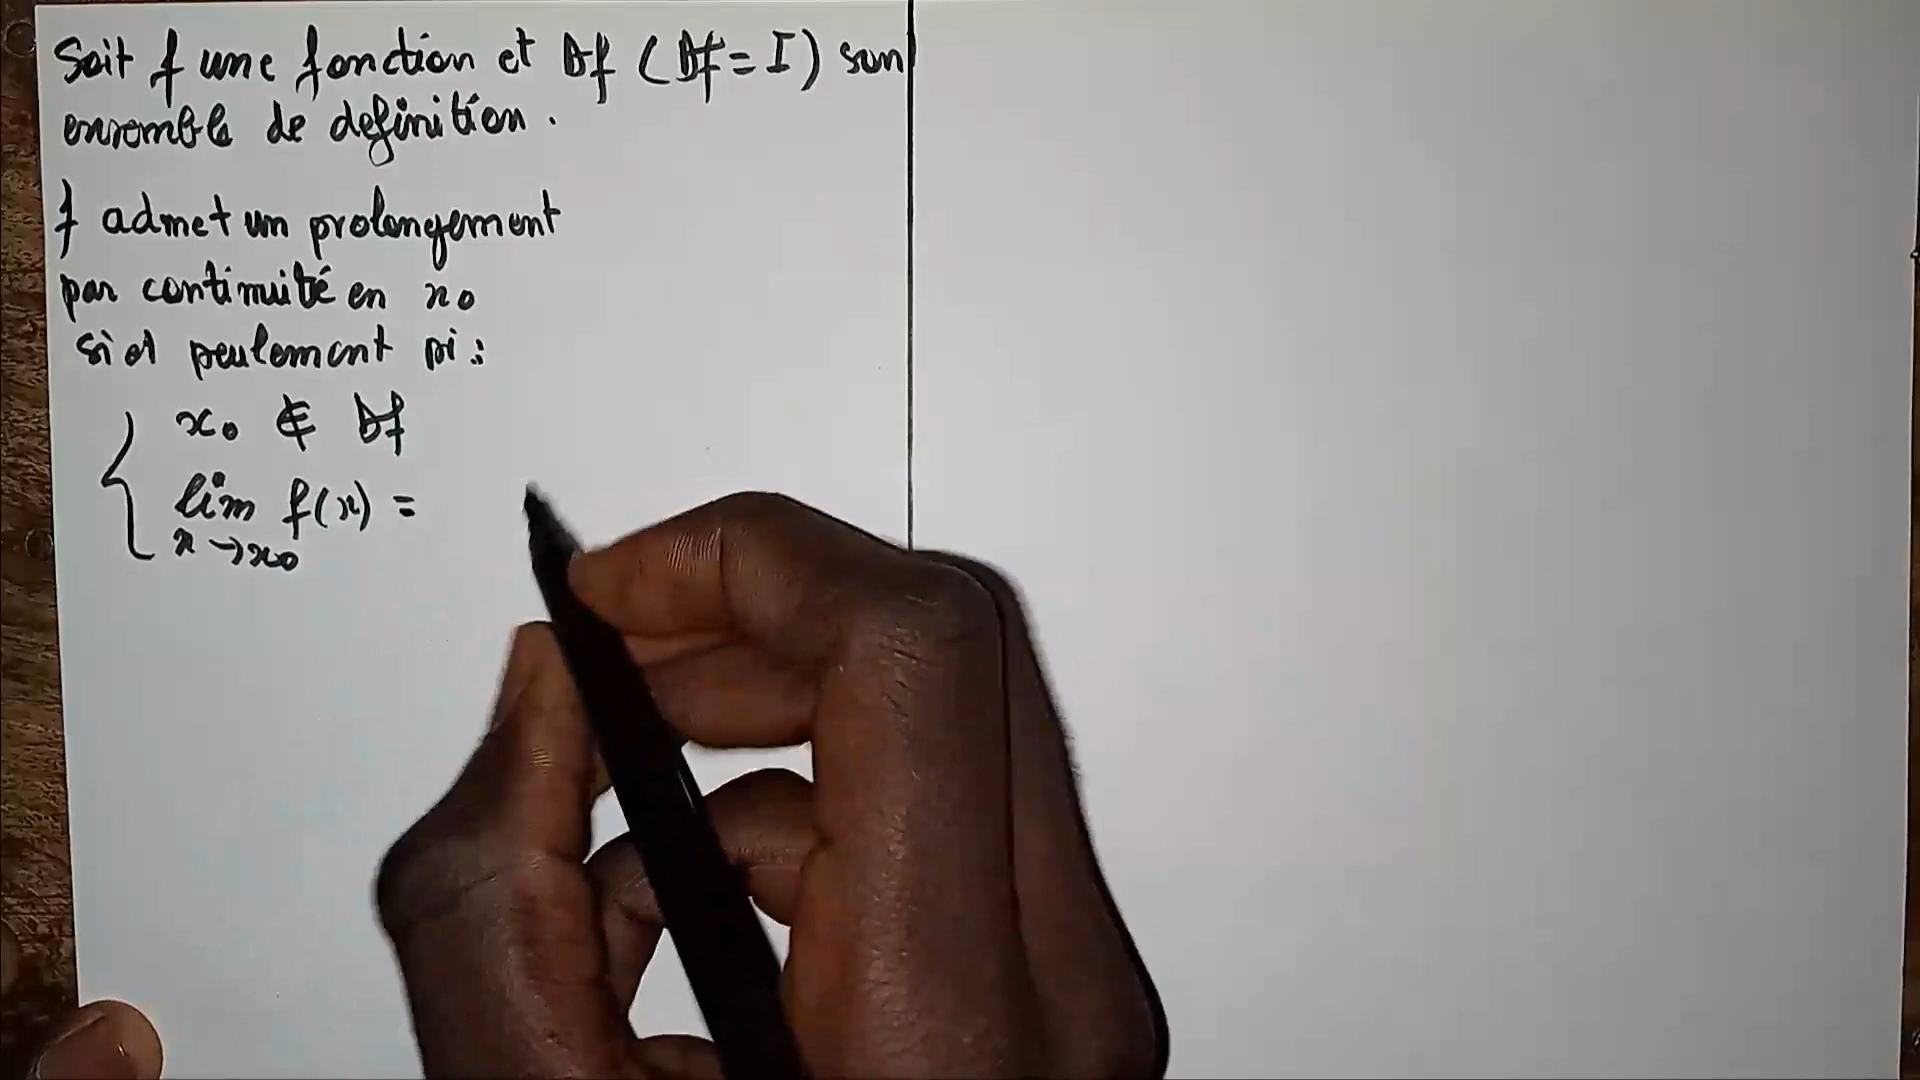 Soit f une fonction et Df (Df = I) son
ensemble de definition.
f admet un prolongement
par continuité en x0
si et seulement si :
x0 ∉ Df
lim f(x) =
x → x0